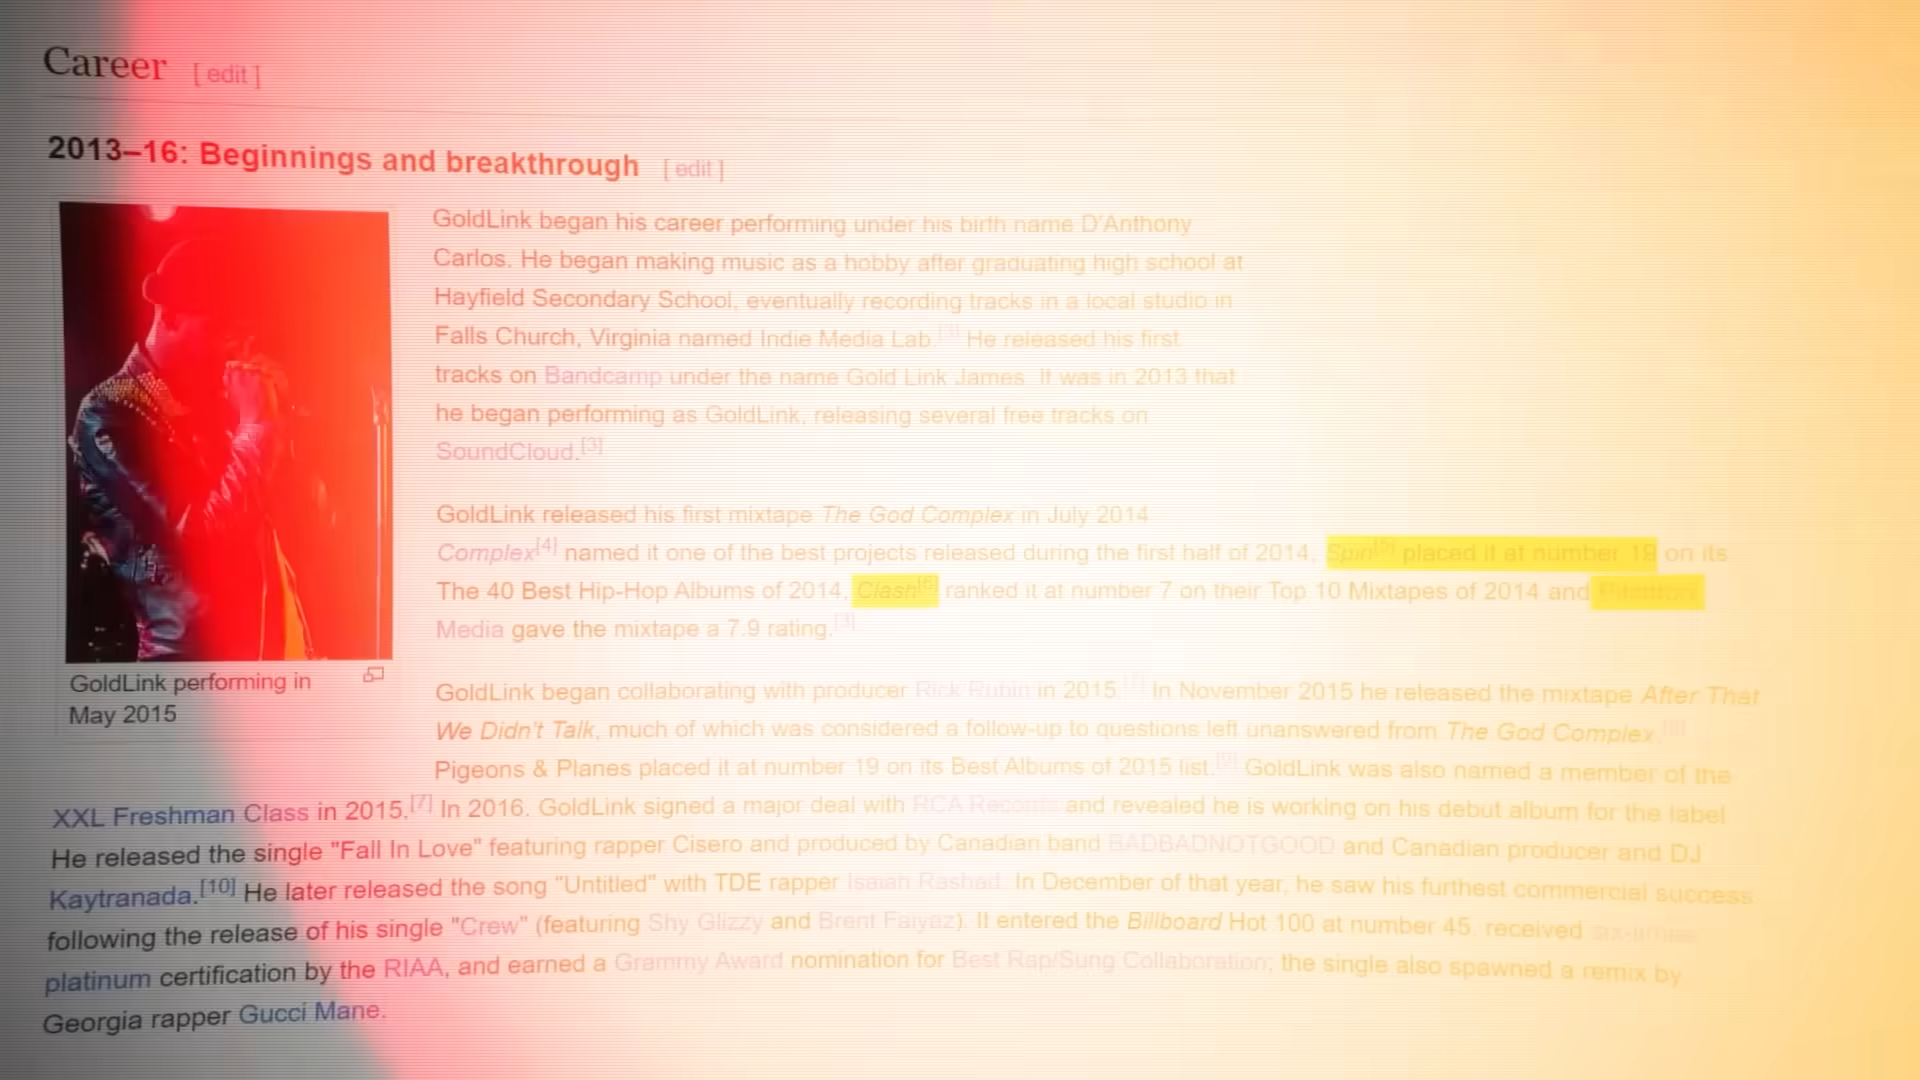 Career [ edit ]
2013–16: Beginnings and breakthrough [ edit ]
GoldLink began his career performing under his birth name D'Anthony
Carlos. He began making music as a hobby after graduating high school at
Hayfield Secondary School, eventually recording tracks in a local studio in
Falls Church, Virginia named Indie Media Lab.[3] He released his first
tracks on Bandcamp under the name Gold Link James. It was in 2013 that
he began performing as GoldLink, releasing several free tracks on
SoundCloud.[3]
GoldLink performing in
May 2015
GoldLink released his first mixtape The God Complex in July 2014
Complex[4] named it one of the best projects released during the first half of 2014, Spin[5] placed it at number 18 on its
The 40 Best Hip-Hop Albums of 2014, Clash[6] ranked it at number 7 on their Top 10 Mixtapes of 2014 and
Media gave the mixtape a 7.9 rating.[3]
GoldLink began collaborating with producer Rick Rubin in 2015. In November 2015 he released the mixtape After That
We Didn't Talk, much of which was considered a follow-up to questions left unanswered from The God Complex.
Pigeons & Planes placed it at number 19 on its Best Albums of 2015 list.[9] GoldLink was also named a member of the
XXL Freshman Class in 2015.[7] In 2016. GoldLink signed a major deal with RCA Records and revealed he is working on his debut album for the label
He released the single "Fall In Love" featuring rapper Cisero and produced by Canadian band BADBADNOTGOOD and Canadian producer and DJ
Kaytranada.[10] He later released the song "Untitled" with TDE rapper Isaiah Rashad. In December of that year, he saw his furthest commercial success
following the release of his single "Crew" (featuring Shy Glizzy and Brent Faiyaz). It entered the Billboard Hot 100 at number 45. received six-times
platinum certification by the RIAA, and earned a Grammy Award nomination for Best Rap/Sung Collaboration; the single also spawned a remix by
Georgia rapper Gucci Mane.